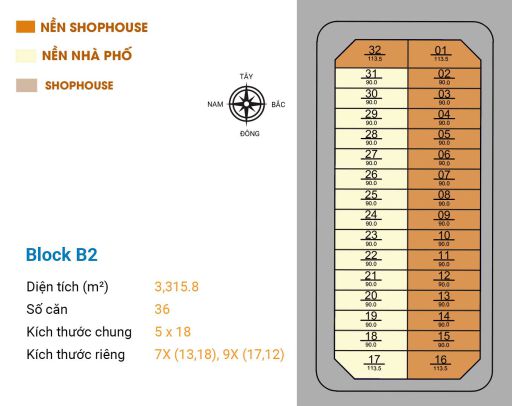 NỀN SHOPHOUSE
NỀN NHÀ PHỐ
SHOPHOUSE
TÂY
NAM
BẮC
ĐÔNG
Block B2
Diện tích (m²) 3,315.8
Số căn 36
Kích thước chung 5 x 18
Kích thước riêng 7X (13,18), 9X (17,12)
32 01
113.5 113.5
31 02
90.0 90.0
30 03
90.0 90.0
29 04
90.0 90.0
28 05
90.0 90.0
27 06
90.0 90.0
26 07
90.0 90.0
25 08
90.0 90.0
24 09
90.0 90.0
23 10
90.0 90.0
22 11
90.0 90.0
21 12
90.0 90.0
20 13
90.0 90.0
19 14
90.0 90.0
18 15
90.0 90.0
17 16
113.5 113.5